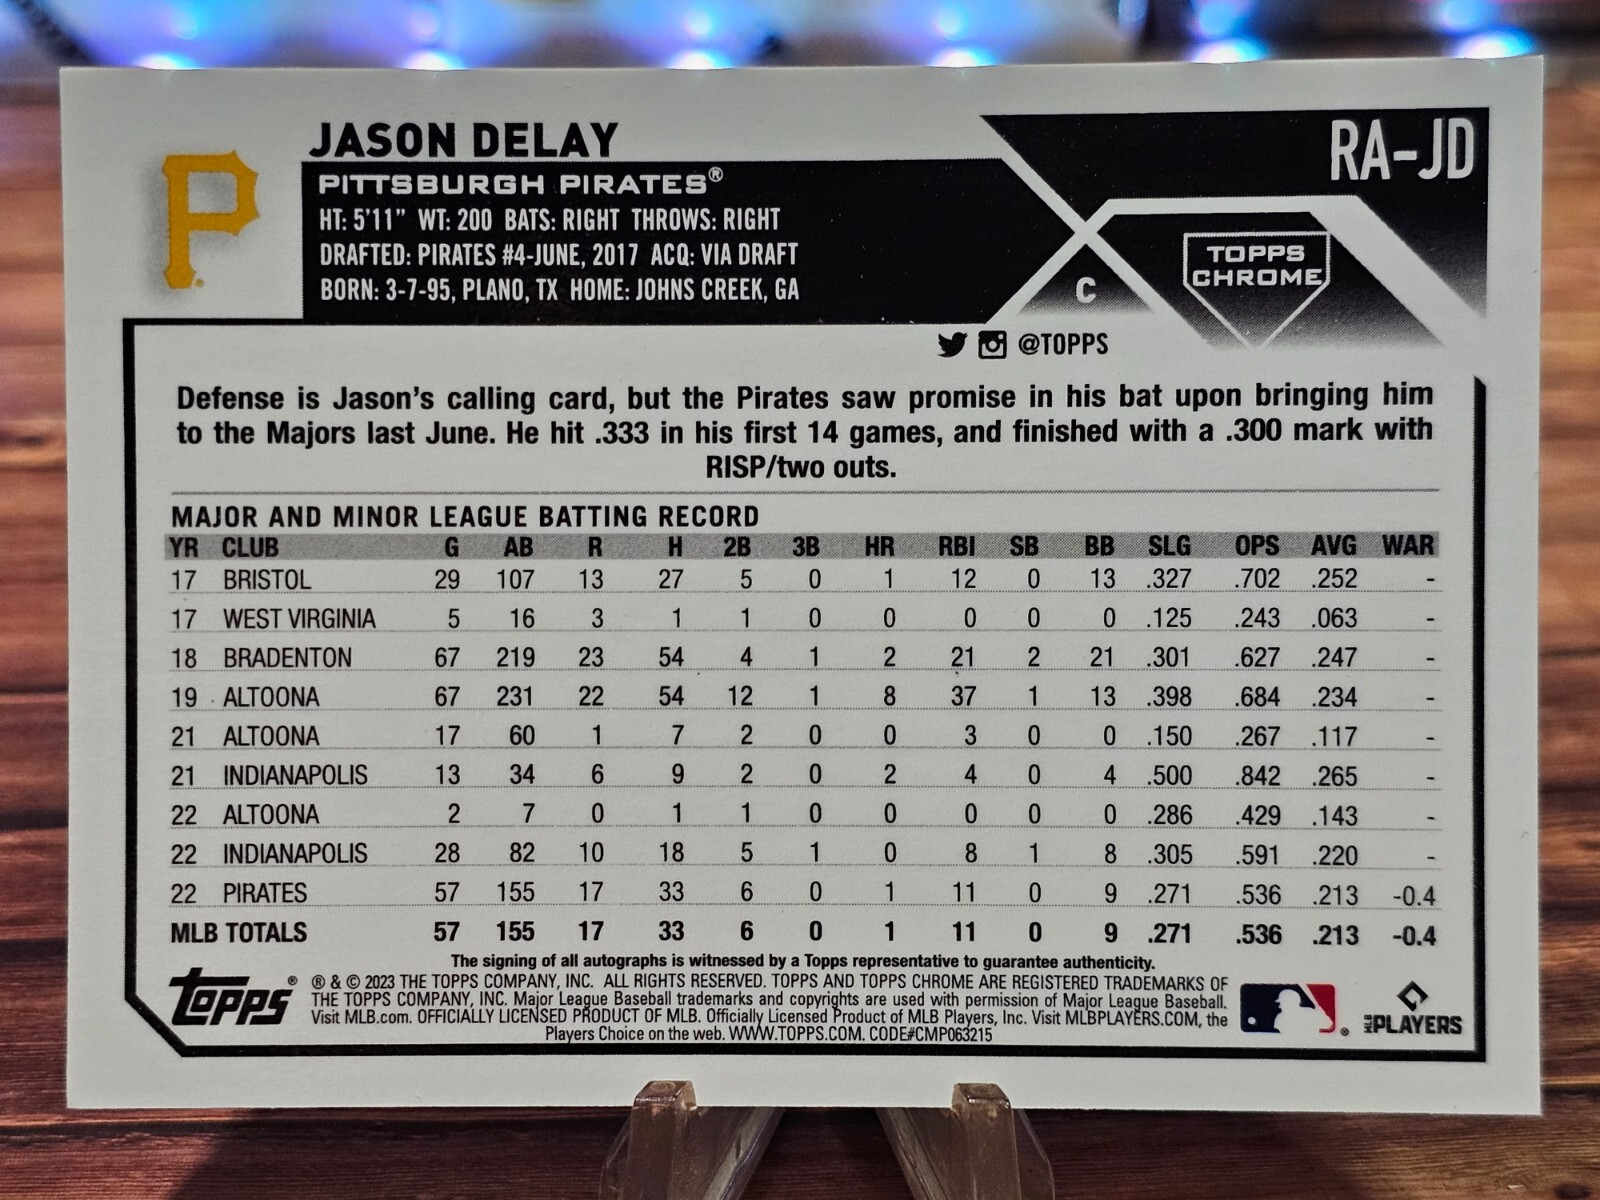 JASON DELAY
RA-JD
P
PITTSBURGH PIRATES®
HT: 5'11" WT: 200 BATS: RIGHT THROWS: RIGHT
DRAFTED: PIRATES #4-JUNE, 2017 ACQ: VIA DRAFT
BORN: 3-7-95, PLANO, TX HOME: JOHNS CREEK, GA
C
TOPPS
CHROME
@TOPPS
Defense is Jason's calling card, but the Pirates saw promise in his bat upon bringing him
to the Majors last June. He hit .333 in his first 14 games, and finished with a .300 mark with
RISP/two outs.
MAJOR AND MINOR LEAGUE BATTING RECORD
YR CLUB G AB R H 2B 3B HR RBI SB BB SLG OPS AVG WAR
17 BRISTOL 29 107 13 27 5 0 1 12 0 13 .327 .702 .252 -
17 WEST VIRGINIA 5 16 3 1 1 0 0 0 0 0 .125 .243 .063 -
18 BRADENTON 67 219 23 54 4 1 2 21 2 21 .301 .627 .247 -
19 ALTOONA 67 231 22 54 12 1 8 37 1 13 .398 .684 .234 -
21 ALTOONA 17 60 1 7 2 0 0 3 0 0 .150 .267 .117 -
21 INDIANAPOLIS 13 34 6 9 2 0 2 4 0 4 .500 .842 .265 -
22 ALTOONA 2 7 0 1 1 0 0 0 0 0 .286 .429 .143 -
22 INDIANAPOLIS 28 82 10 18 5 1 0 8 1 8 .305 .591 .220 -
22 PIRATES 57 155 17 33 6 0 1 11 0 9 .271 .536 .213 -0.4
MLB TOTALS 57 155 17 33 6 0 1 11 0 9 .271 .536 .213 -0.4
The signing of all autographs is witnessed by a Topps representative to guarantee authenticity.
TOPPS®
® & © 2023 THE TOPPS COMPANY, INC. ALL RIGHTS RESERVED. TOPPS AND TOPPS CHROME ARE REGISTERED TRADEMARKS OF
THE TOPPS COMPANY, INC. Major League Baseball trademarks and copyrights are used with permission of Major League Baseball.
Visit MLB.com. OFFICIALLY LICENSED PRODUCT OF MLB. Officially Licensed Product of MLB Players, Inc. Visit MLBPLAYERS.COM, the
Players Choice on the web. WWW.TOPPS.COM. CODE#CMP063215
MLB PLAYERS